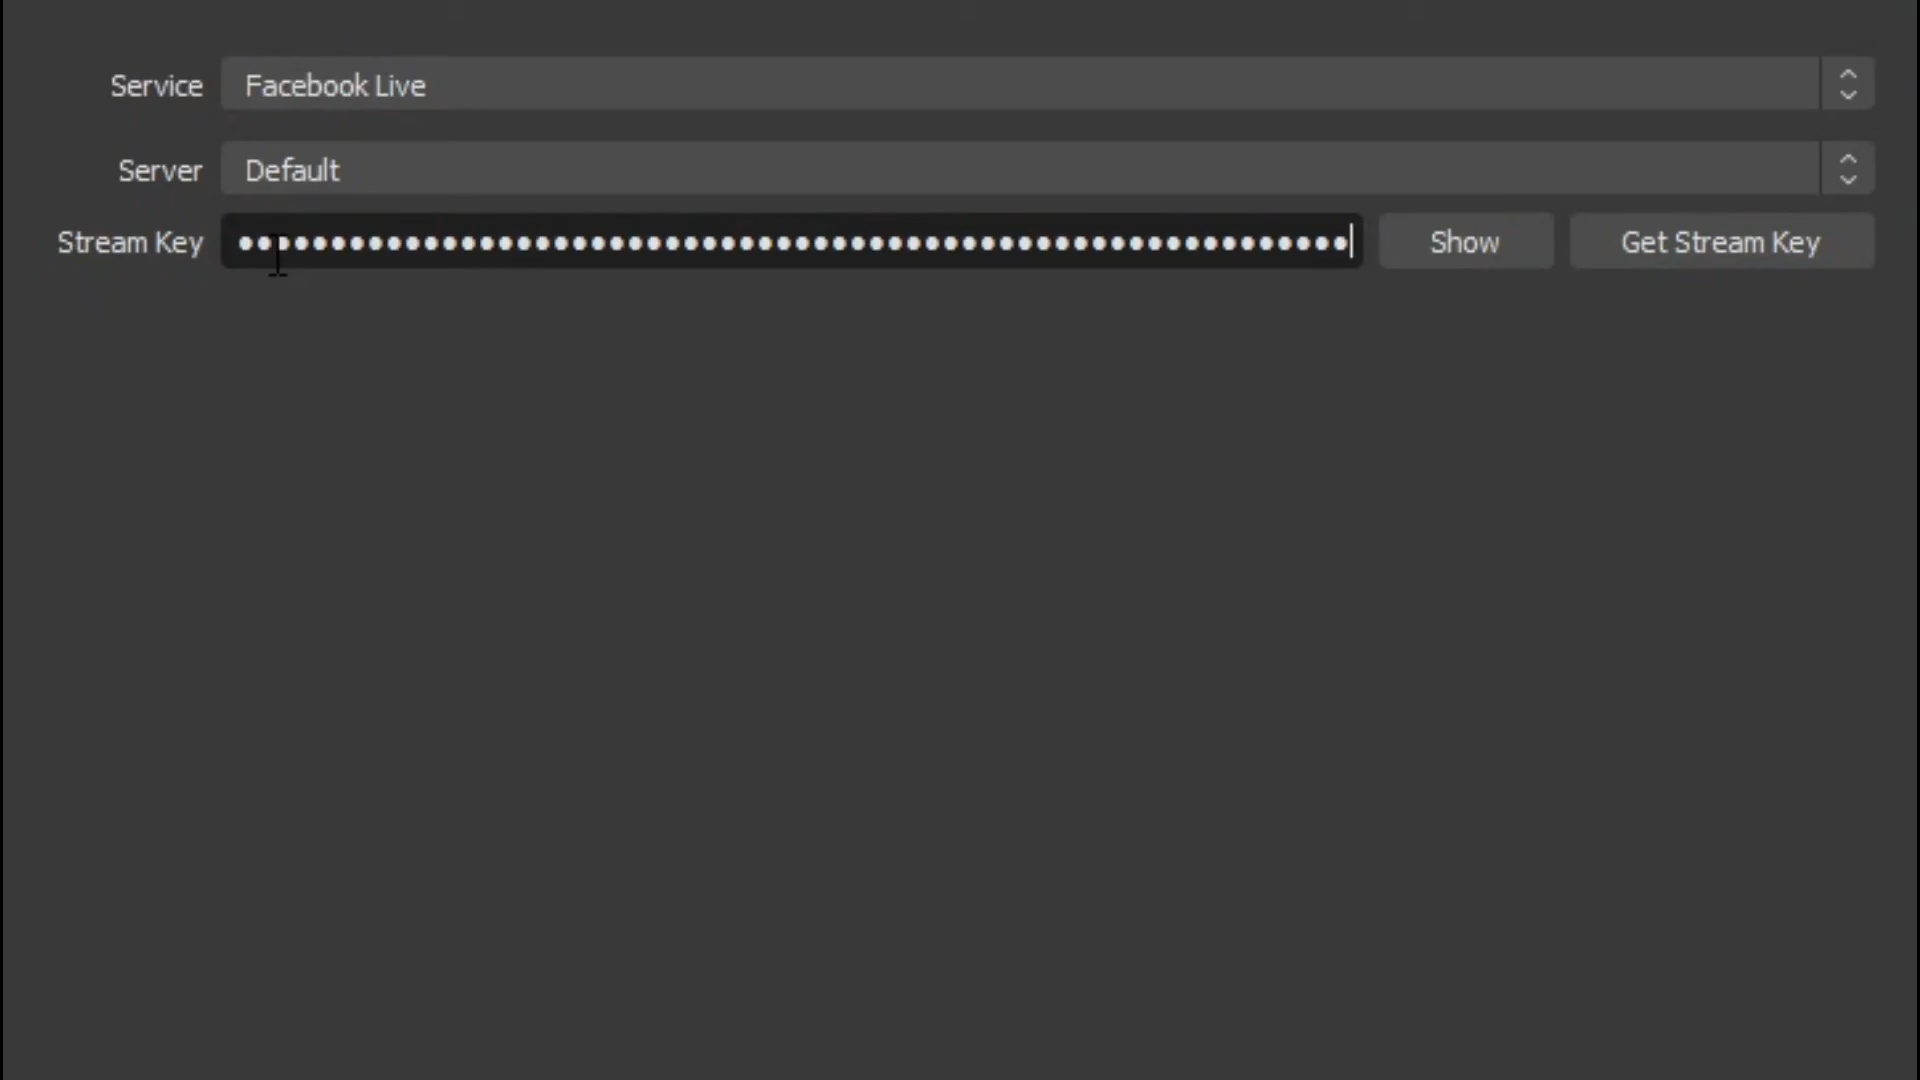 Service Facebook Live
Server Default
Stream Key ●●●●●●●●●●●●●●●●●●●●●●●●●●●●●●●●●●●●●●●●●●●●●●●●●●●●●●●●●●●● Show Get Stream Key